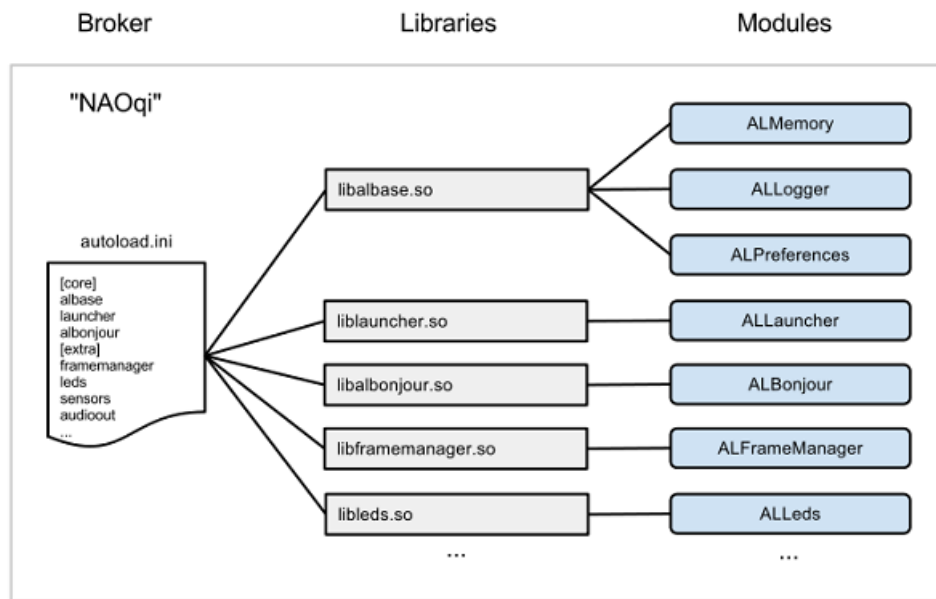 Broker Libraries Modules
"NAOqi"
autoload.ini
[core]
albase
launcher
albonjour
[extra]
framemanager
leds
sensors
audioout
...
libalbase.so
liblauncher.so
libalbonjour.so
libframemanager.so
libleds.so
...
ALMemory
ALLogger
ALPreferences
ALLauncher
ALBonjour
ALFrameManager
ALLeds
...